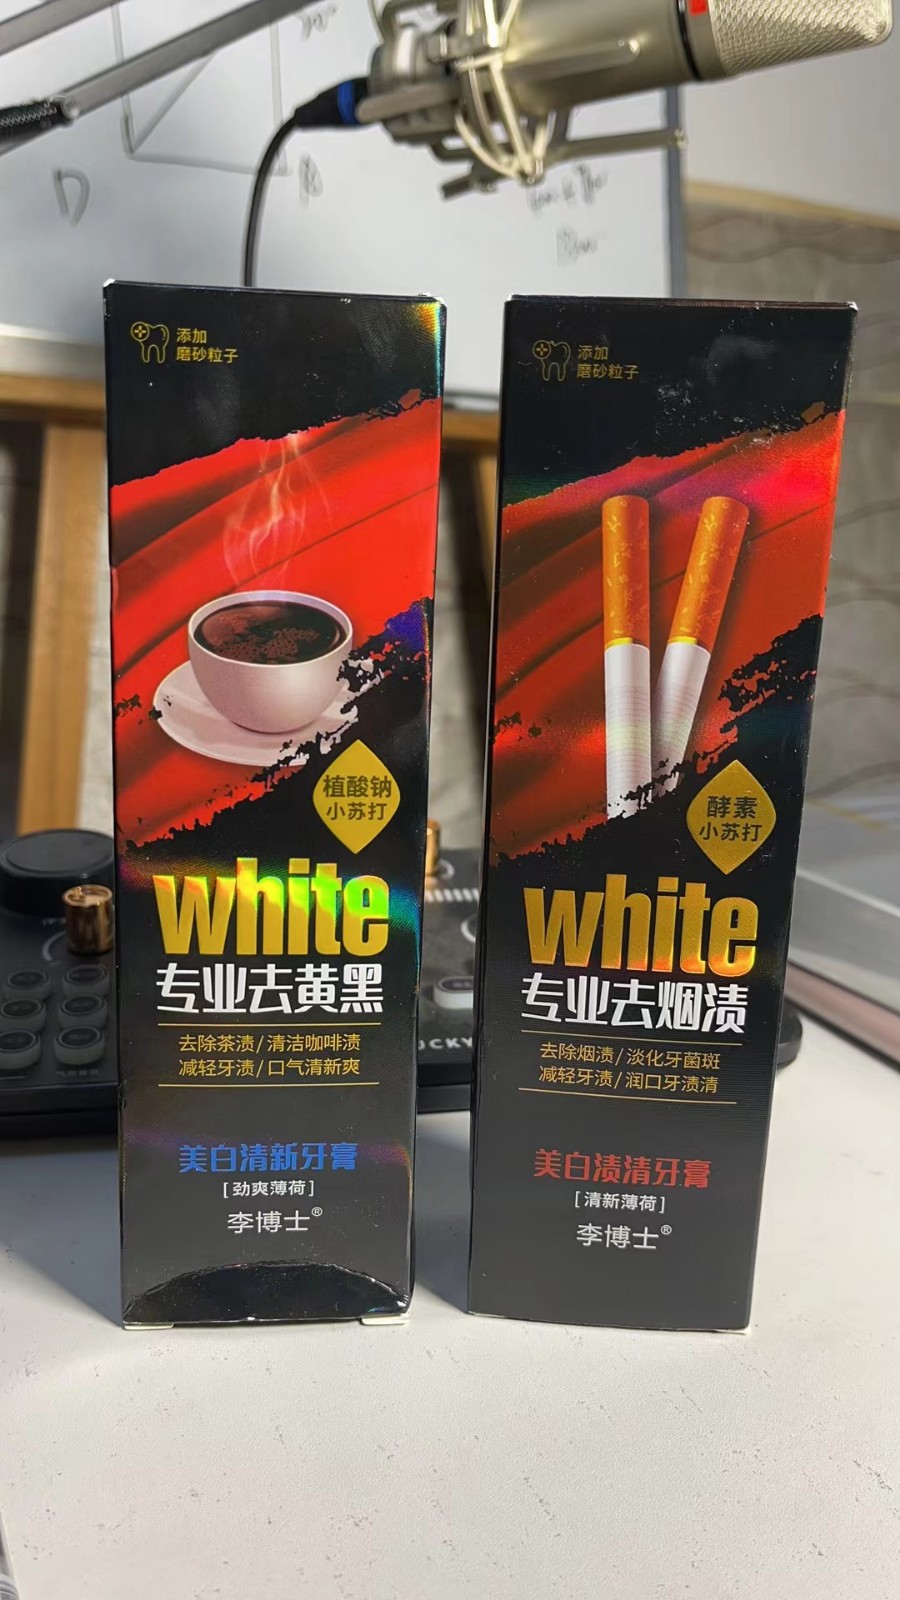 添加
磨砂粒子
植酸钠
小苏打
white
专业去黄黑
去除茶渍/清洁咖啡渍
减轻牙渍/口气清新爽
美白清新牙膏
[劲爽薄荷]
李博士®
添加
磨砂粒子
酵素
小苏打
white
专业去烟渍
去除烟渍/淡化牙菌斑
减轻牙渍/润口牙渍清
美白渍清牙膏
[清新薄荷]
李博士®
UCKY
D